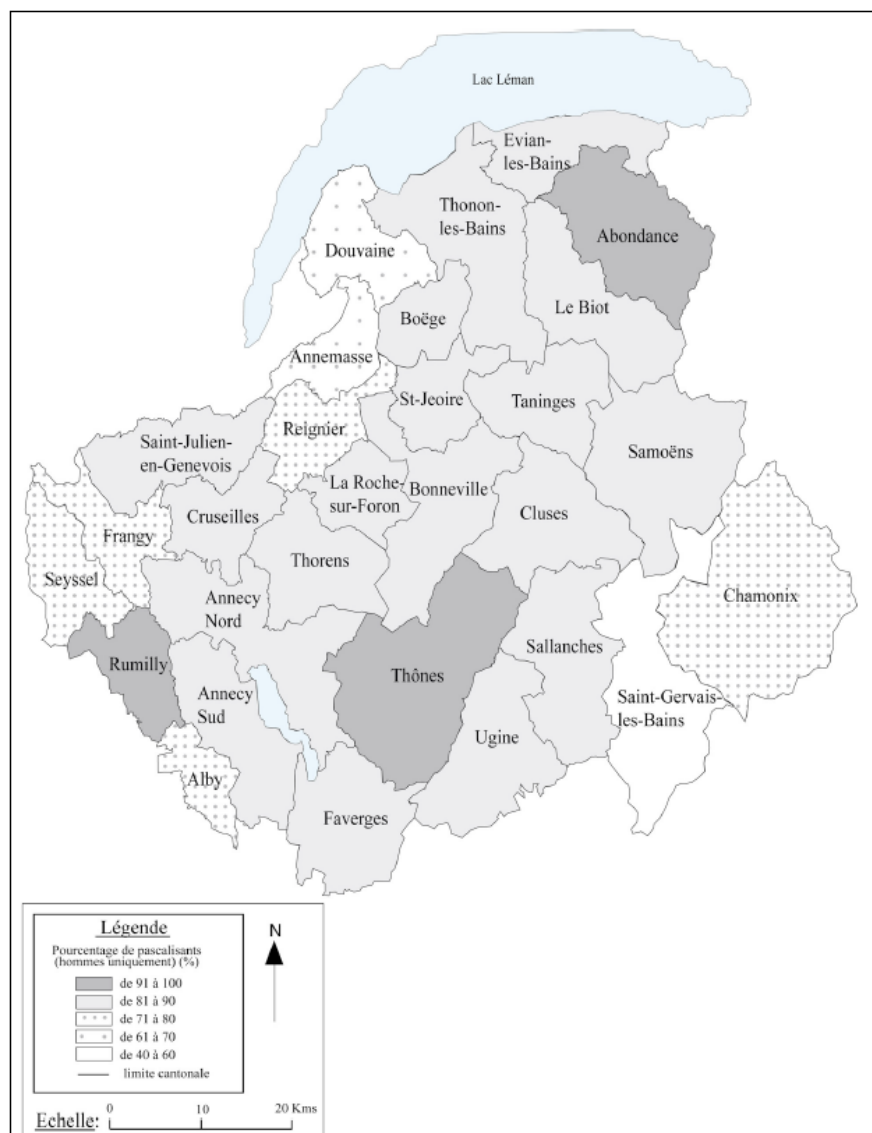 Lac Léman
Evian-
les-Bains
Thonon-
les-Bains
Abondance
Douvaine
Le Biot
Boëge
Annemasse
St-Jeoire
Taninges
Reignier
Saint-Julien-
en-Genevois
Samoëns
La Roche-
sur-Foron
Bonneville
Cluses
Cruseilles
Frangy
Thorens
Seyssel
Chamonix
Annecy
Nord
Sallanches
Rumilly
Thônes
Annecy
Sud
Saint-Gervais-
les-Bains
Ugine
Alby
Faverges
Légende
Pourcentage de pascalisants
(hommes uniquement) (%)
de 91 à 100
de 81 à 90
de 71 à 80
de 61 à 70
de 40 à 60
limite cantonale
N
Echelle: 0 10 20 Kms